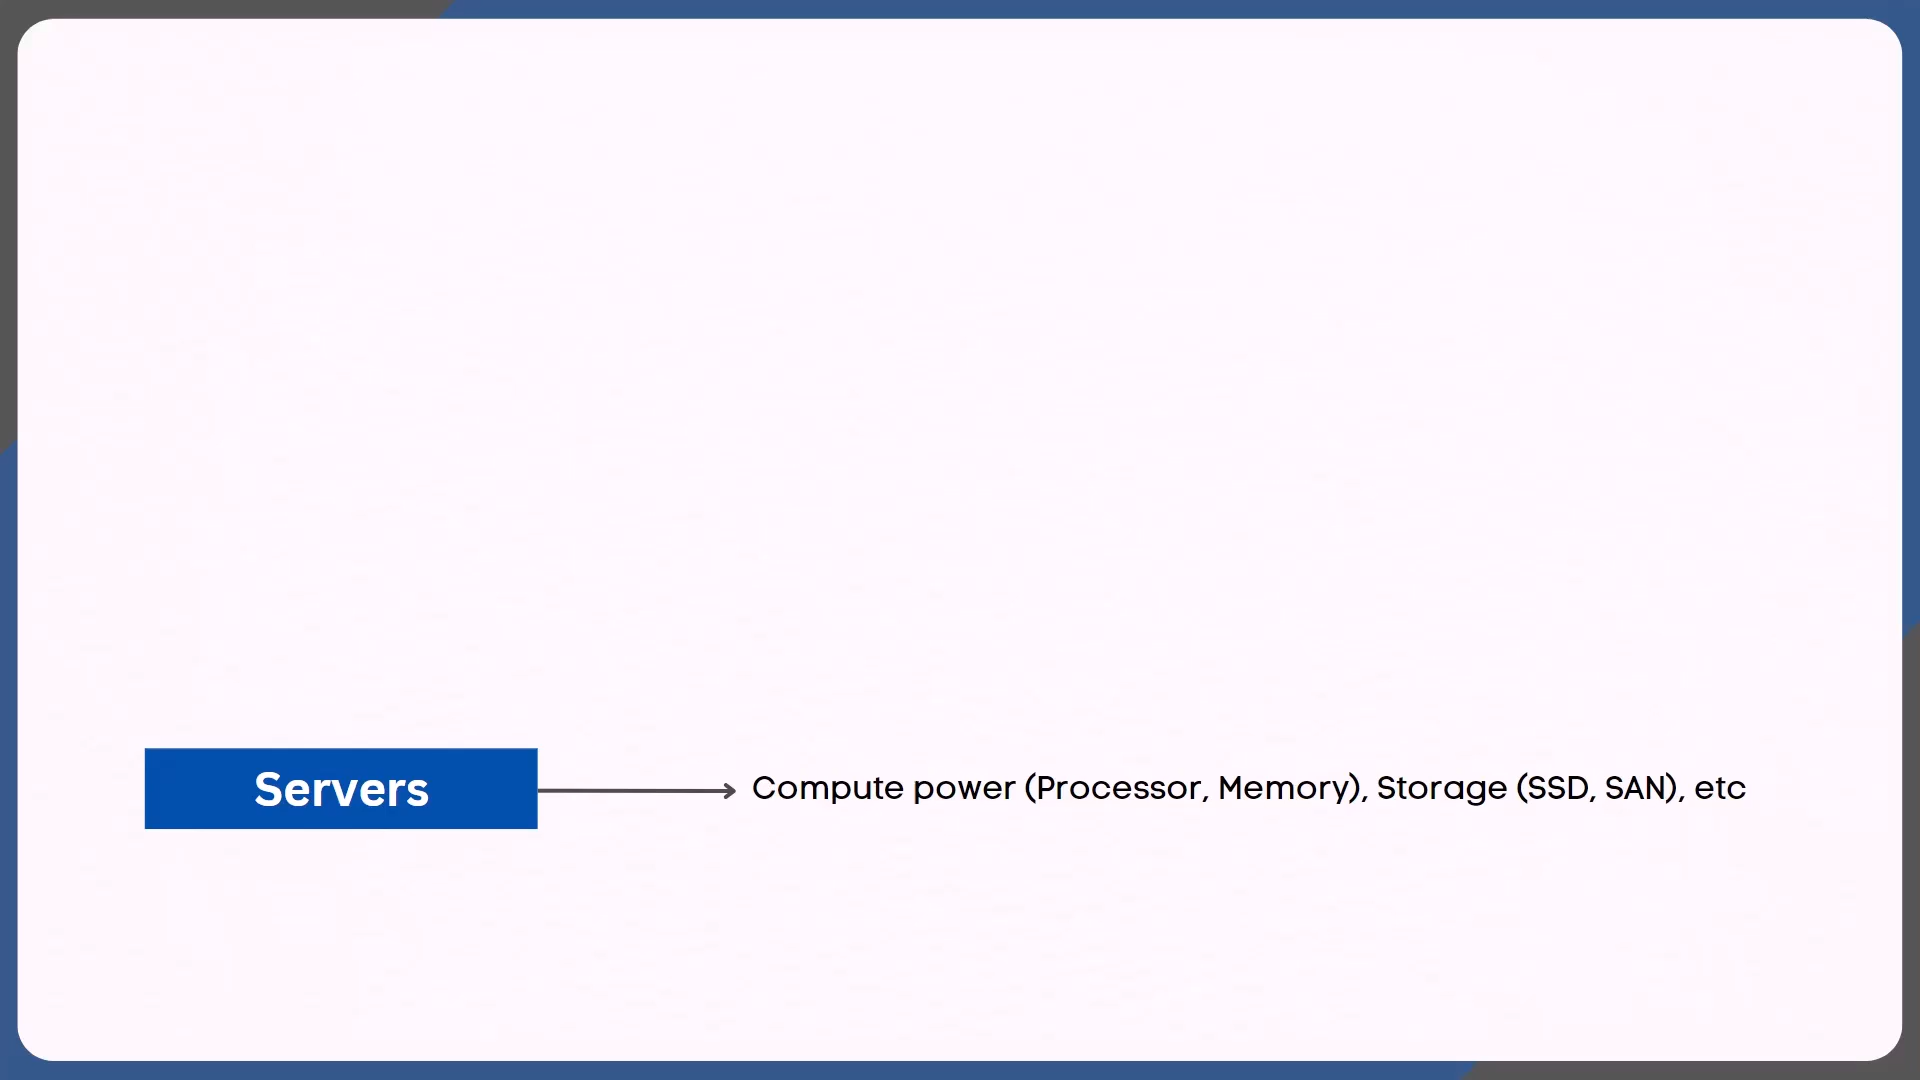 Servers
Compute power (Processor, Memory), Storage (SSD, SAN), etc